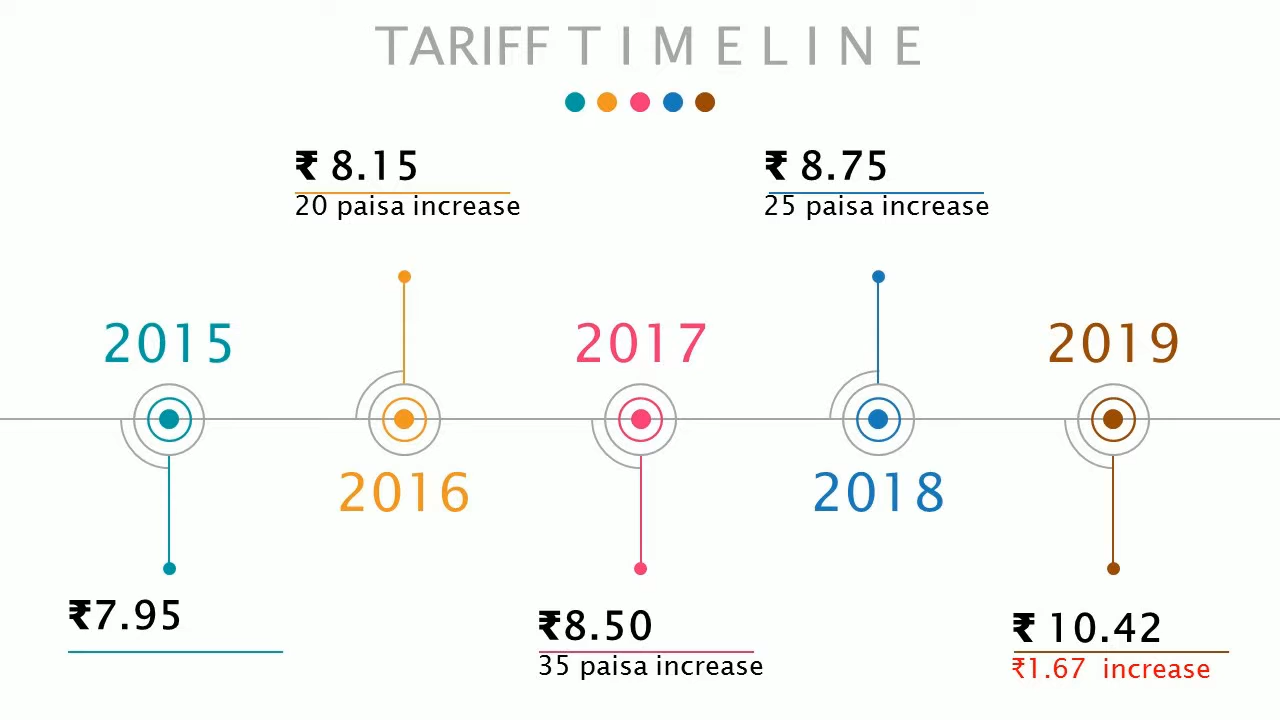 TARIFF T I M E L I N E
₹ 8.15
20 paisa increase
₹ 8.75
25 paisa increase
2015
2017
2019
2016
2018
₹7.95
₹8.50
35 paisa increase
₹ 10.42
₹1.67 increase